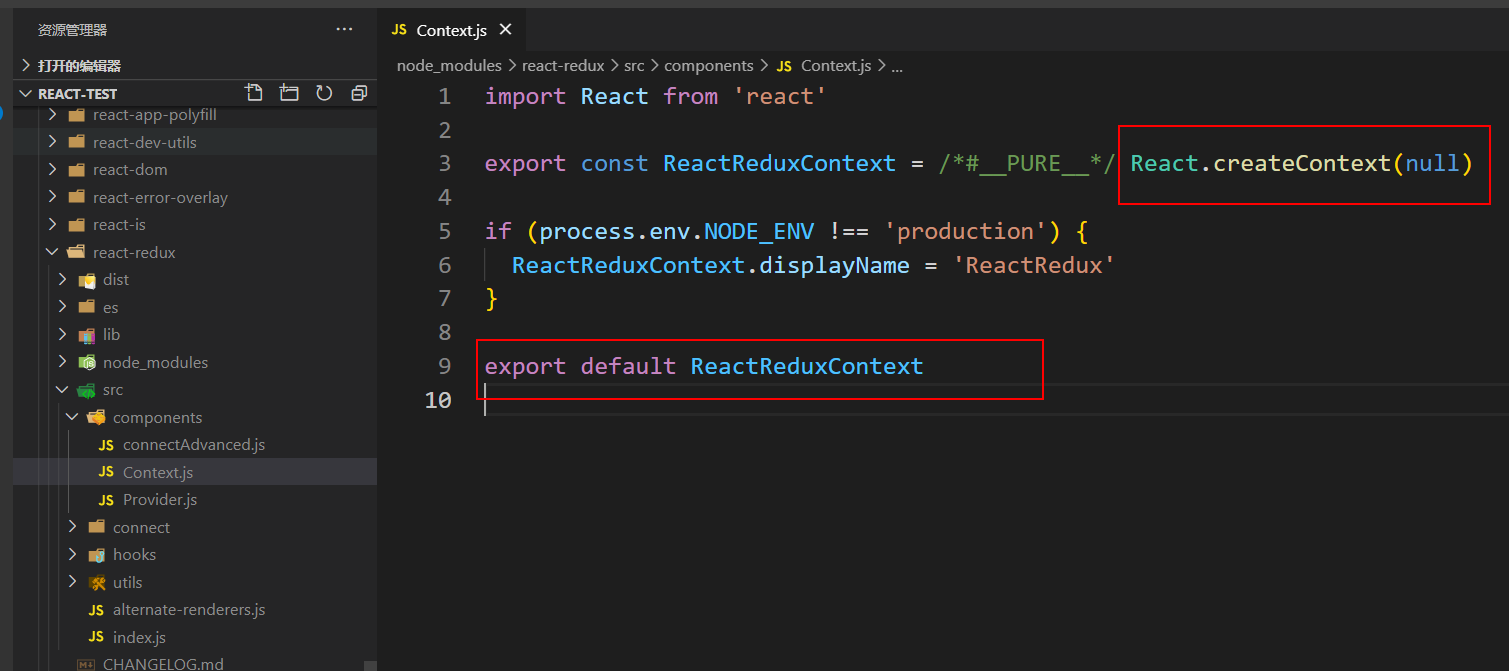 资源管理器 ...
打开的编辑器
REACT-TEST
react-app-polyfill
react-dev-utils
react-dom
react-error-overlay
react-is
react-redux
dist
es
lib
node_modules
src
components
JS connectAdvanced.js
JS Context.js
JS Provider.js
connect
hooks
utils
JS alternate-renderers.js
JS index.js
CHANGELOG.md
JS Context.js ×
node_modules > react-redux > src > components > JS Context.js > ...
1 import React from 'react'
2
3 export const ReactReduxContext = /*#__PURE__*/ React.createContext(null)
4
5 if (process.env.NODE_ENV !== 'production') {
6 ReactReduxContext.displayName = 'ReactRedux'
7 }
8
9 export default ReactReduxContext
10